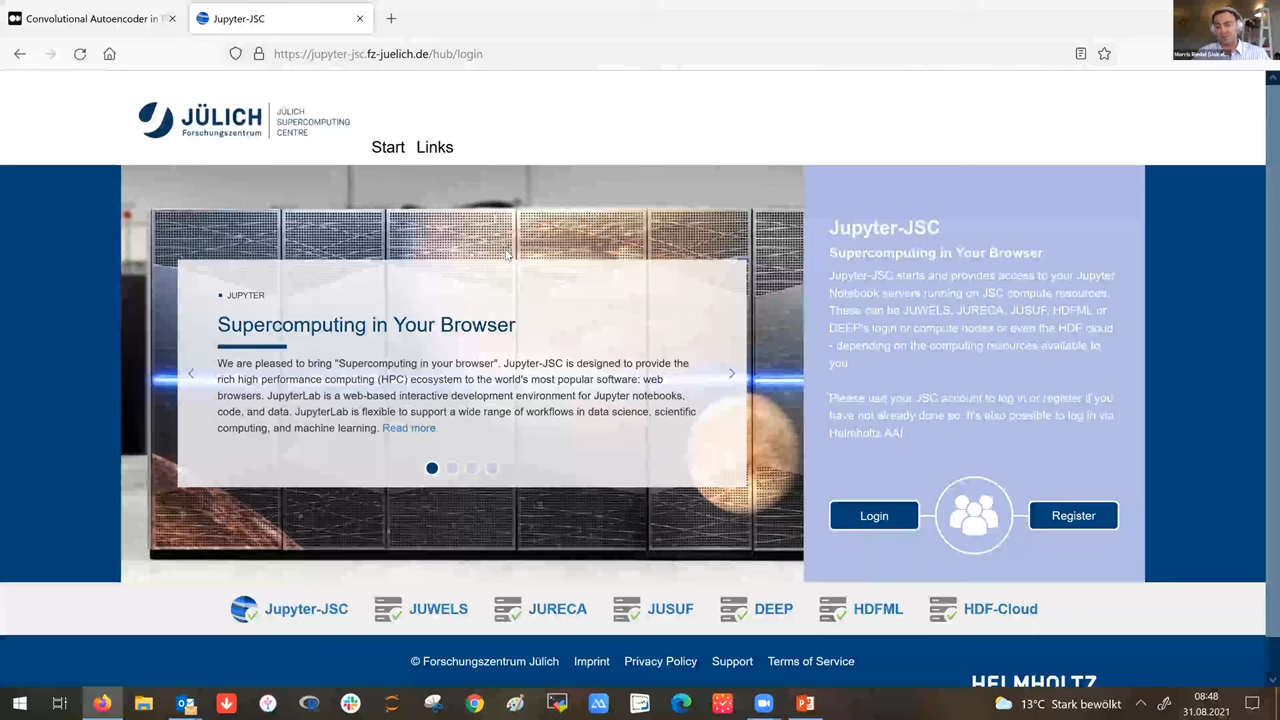 Convolutional Autoencoder in
Jupyter-JSC
https://jupyter-jsc.fz-juelich.de/hub/login
JÜLICH
Forschungszentrum
JÜLICH
SUPERCOMPUTING
CENTRE
Start Links
JUPYTER
Supercomputing in Your Browser
We are pleased to bring "Supercomputing in your browser". Jupyter-JSC is designed to provide the
rich high performance computing (HPC) ecosystem to the world's most popular software: web
browsers. JupyterLab is a web-based interactive development environment for Jupyter notebooks,
code, and data. JupyterLab is flexible to support a wide range of workflows in data science, scientific
computing, and machine learning. Read more.
Jupyter-JSC
Supercomputing in Your Browser
Jupyter-JSC starts and provides access to your Jupyter
Notebook servers running on JSC compute resources.
These can be JUWELS, JURECA, JUSUF, HDFML or
DEEP's login or compute nodes or even the HDF cloud
- depending on the computing resources available to
you
Please use your JSC account to log in or register if you
have not already done so. It's also possible to log in via
Helmholtz AAI
Login
Register
Jupyter-JSC JUWELS JURECA JUSUF DEEP HDFML HDF-Cloud
© Forschungszentrum Jülich Imprint Privacy Policy Support Terms of Service
HELMHOLTZ
13°C Stark bewölkt
08:48
31.08.2021